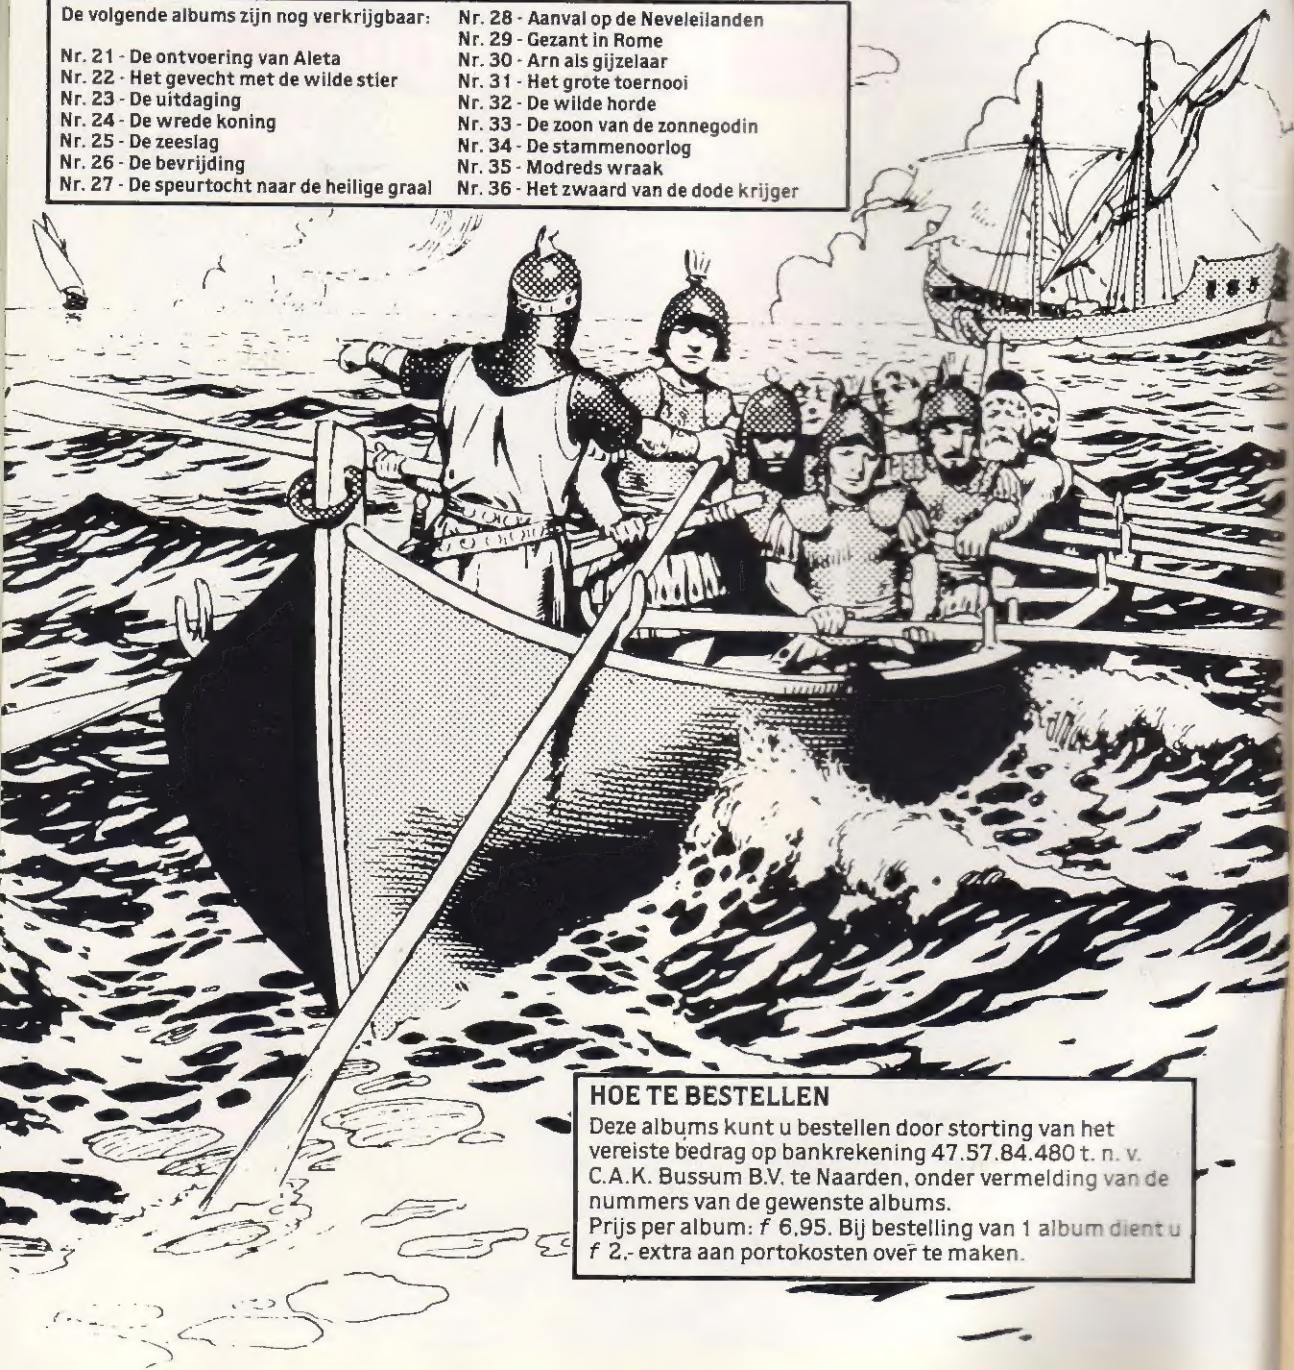 De volgende albums zijn nog verkrijgbaar:
Nr. 21 - De ontvoering van Aleta
Nr. 22 - Het gevecht met de wilde stier
Nr. 23 - De uitdaging
Nr. 24 - De wrede koning
Nr. 25 - De zeeslag
Nr. 26 - De bevrijding
Nr. 27 - De speurtocht naar de heilige graal
Nr. 28 - Aanval op de Neveleilanden
Nr. 29 - Gezant in Rome
Nr. 30 - Arn als gijzelaar
Nr. 31 - Het grote toernooi
Nr. 32 - De wilde horde
Nr. 33 - De zoon van de zonnegodin
Nr. 34 - De stammenoorlog
Nr. 35 - Modreds wraak
Nr. 36 - Het zwaard van de dode krijger
HOE TE BESTELLEN
Deze albums kunt u bestellen door storting van het
vereiste bedrag op bankrekening 47.57.84.480 t. n. v.
C.A.K. Bussum B.V. te Naarden, onder vermelding van de
nummers van de gewenste albums.
Prijs per album: f 6,95. Bij bestelling van 1 album dient u
f 2,- extra aan portokosten over te maken.